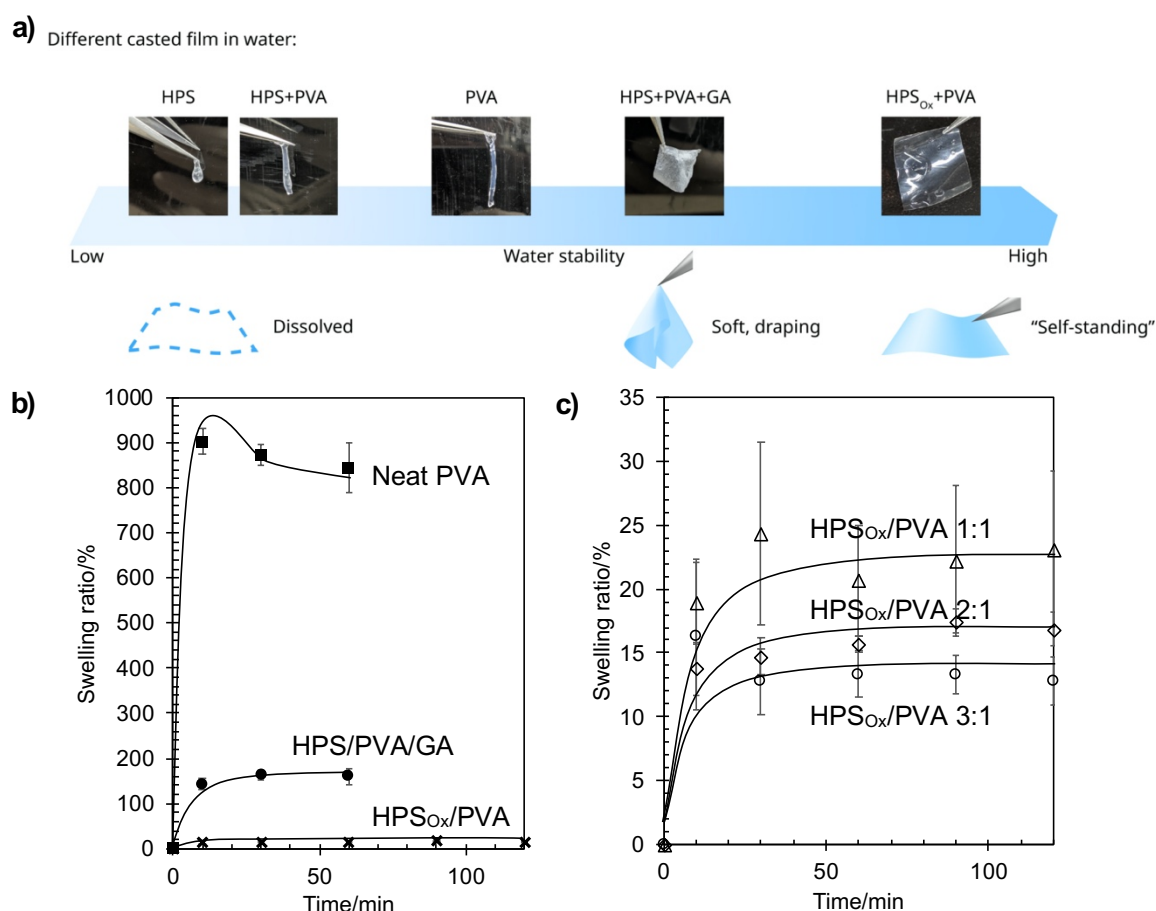 a) Different casted film in water:
HPS HPS+PVA PVA HPS+PVA+GA HPSOx+PVA
Low Water stability High
Dissolved Soft, draping “Self-standing”
b)
1000
900
800
700
600
500
400
300
200
100
0
Swelling ratio/%
Neat PVA
HPS/PVA/GA
HPSOx/PVA
0 50 100
Time/min
c)
35
30
25
20
15
10
5
0
Swelling ratio/%
HPSOx/PVA 1:1
HPSOx/PVA 2:1
HPSOx/PVA 3:1
0 50 100
Time/min